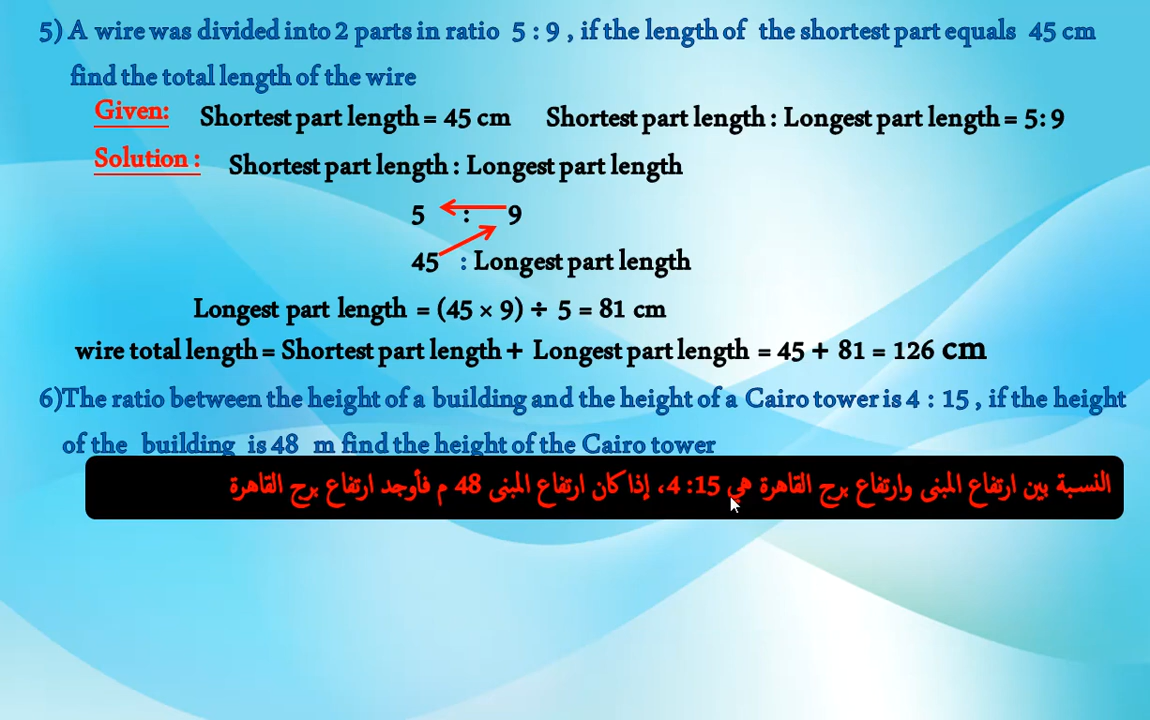 5) A wire was divided into 2 parts in ratio 5 : 9 , if the length of the shortest part equals 45 cm
find the total length of the wire
Given: Shortest part length = 45 cm Shortest part length : Longest part length = 5: 9
Solution : Shortest part length : Longest part length
5 : 9
45 : Longest part length
Longest part length = (45 × 9) ÷ 5 = 81 cm
wire total length = Shortest part length + Longest part length = 45 + 81 = 126 cm
6)The ratio between the height of a building and the height of a Cairo tower is 4 : 15 , if the height
of the building is 48 m find the height of the Cairo tower
النسبة بين ارتفاع المبنى وارتفاع برج القاهرة هي 15: 4، إذا كان ارتفاع المبنى 48 م فأوجد ارتفاع برج القاهرة